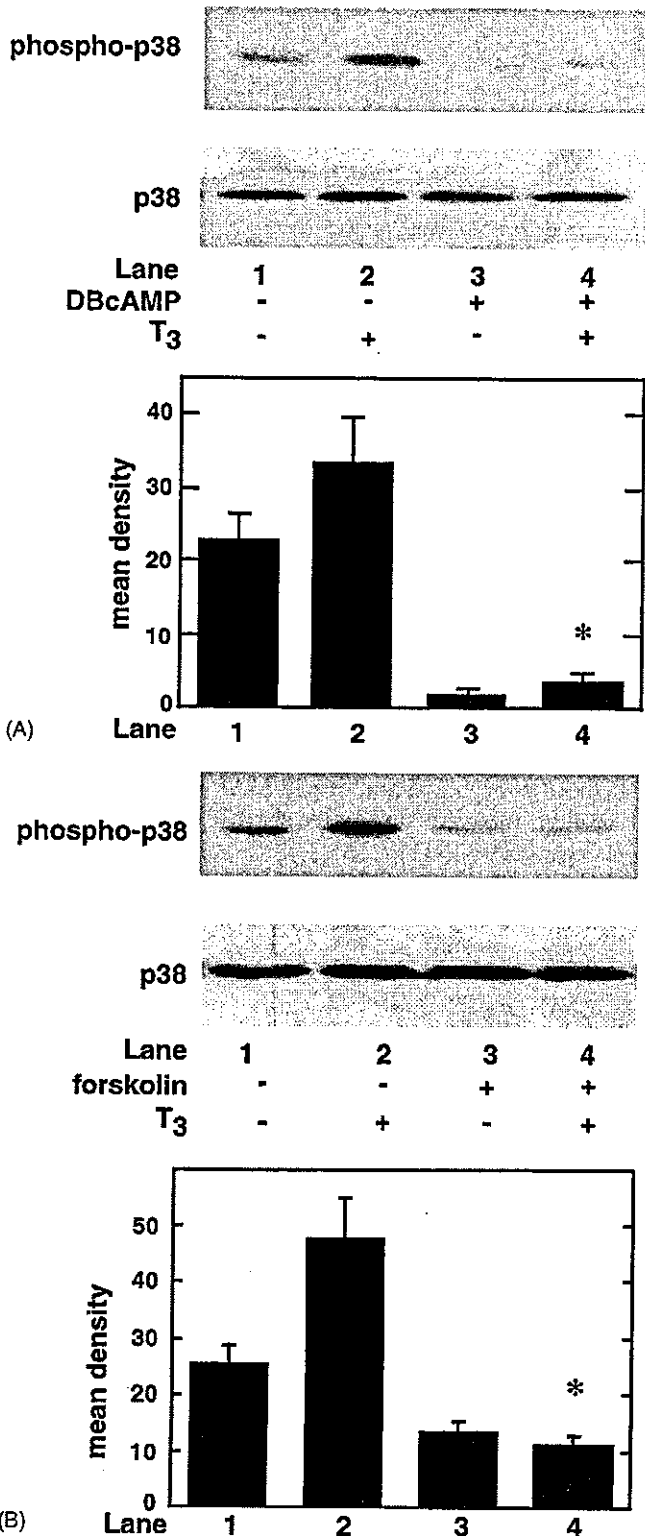 phospho-p38
p38
Lane 1 2 3 4
DBcAMP - - + +
T3 - + - +
40
30
20
10
0
mean density
*
(A) Lane 1 2 3 4
phospho-p38
p38
Lane 1 2 3 4
forskolin - - + +
T3 - + - +
50
40
30
20
10
0
mean density
*
(B) Lane 1 2 3 4